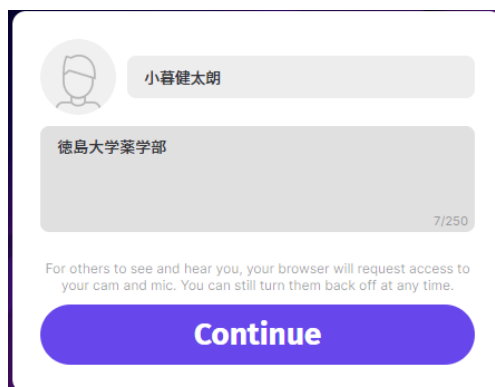 小暮健太朗
徳島大学薬学部
7/250
For others to see and hear you, your browser will request access to
your cam and mic. You can still turn them back off at any time.
Continue